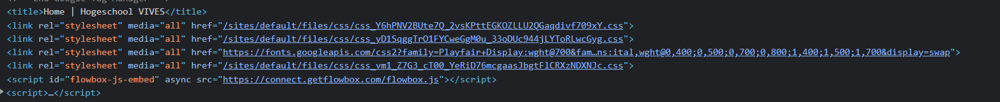 <title>Home | Hogeschool VIVES</title>
<link rel="stylesheet" media="all" href="/sites/default/files/css/css_Y6hPNV2BUte7Q_2vsKPttEGKOZLLU2QGaqdivf709xY.css">
<link rel="stylesheet" media="all" href="/sites/default/files/css/css_yD1SqggTrO1FYCweGgM0u_33oDUc944jLYToRLwcGyg.css">
<link rel="stylesheet" media="all" href="https://fonts.googleapis.com/css2?family=Playfair+Display:wght@700&fam…ns:ital,wght@0,400;0,500;0,700;0,800;1,400;1,500;1,700&display=swap">
<link rel="stylesheet" media="all" href="/sites/default/files/css/css_vm1_Z7G3_cT00_YeRiD76mcgaasJbgtFlCRXzNDXNJc.css">
<script id="flowbox-js-embed" async src="https://connect.getflowbox.com/flowbox.js"></script>
<script>…</script>